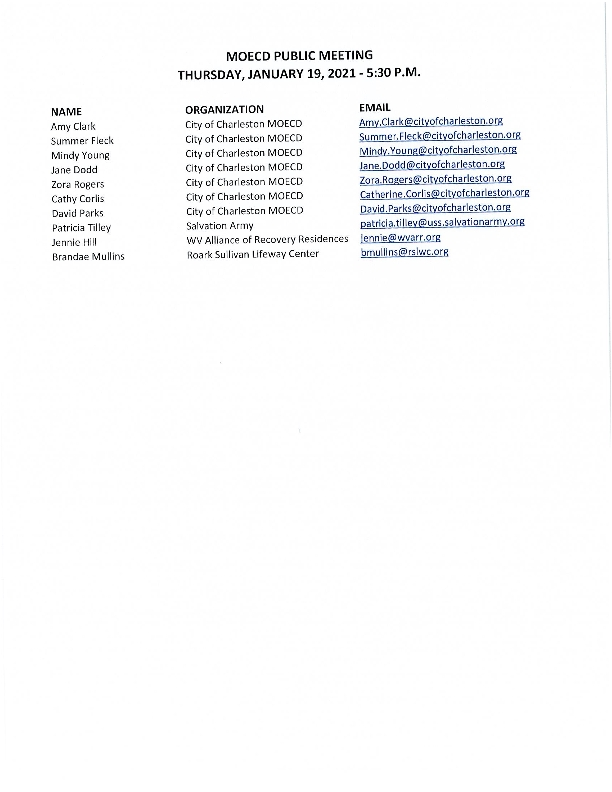 MOECD PUBLIC MEETING
THURSDAY, JANUARY 19, 2021 - 5:30 P.M.
NAME ORGANIZATION EMAIL
Amy Clark City of Charleston MOECD Amy.Clark@cityofcharleston.org
Summer Fleck City of Charleston MOECD Summer.Fleck@cityofcharleston.org
Mindy Young City of Charleston MOECD Mindy.Young@cityofcharleston.org
Jane Dodd City of Charleston MOECD Jane.Dodd@cityofcharleston.org
Zora Rogers City of Charleston MOECD Zora.Rogers@cityofcharleston.org
Cathy Corlis City of Charleston MOECD Catherine.Corlis@cityofcharleston.org
David Parks City of Charleston MOECD David.Parks@cityofcharleston.org
Patricia Tilley Salvation Army patricia.tilley@uss.salvationarmy.org
Jennie Hill WV Alliance of Recovery Residences jennie@wvarr.org
Brandae Mullins Roark Sullivan Lifeway Center bmullins@rslwc.org